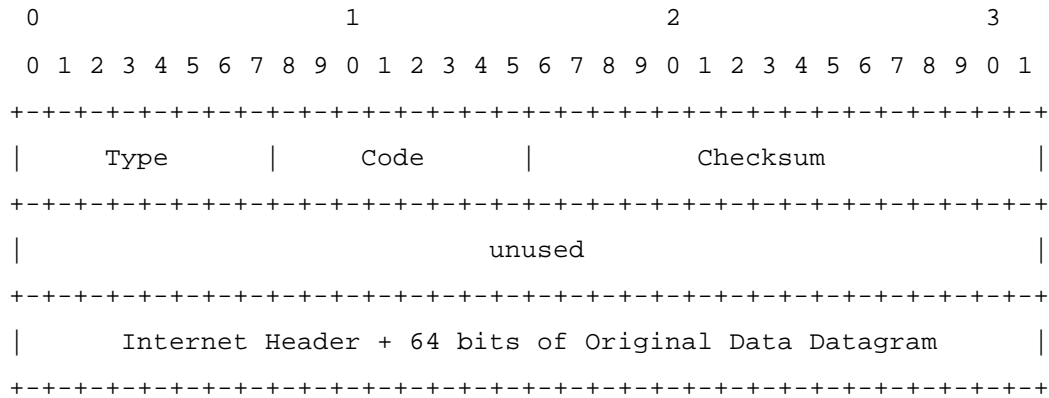 0                   1                   2                   3
0 1 2 3 4 5 6 7 8 9 0 1 2 3 4 5 6 7 8 9 0 1 2 3 4 5 6 7 8 9 0 1
+-+-+-+-+-+-+-+-+-+-+-+-+-+-+-+-+-+-+-+-+-+-+-+-+-+-+-+-+-+-+-+-+
|     Type      |     Code      |          Checksum             |
+-+-+-+-+-+-+-+-+-+-+-+-+-+-+-+-+-+-+-+-+-+-+-+-+-+-+-+-+-+-+-+-+
|                             unused                            |
+-+-+-+-+-+-+-+-+-+-+-+-+-+-+-+-+-+-+-+-+-+-+-+-+-+-+-+-+-+-+-+-+
|      Internet Header + 64 bits of Original Data Datagram      |
+-+-+-+-+-+-+-+-+-+-+-+-+-+-+-+-+-+-+-+-+-+-+-+-+-+-+-+-+-+-+-+-+